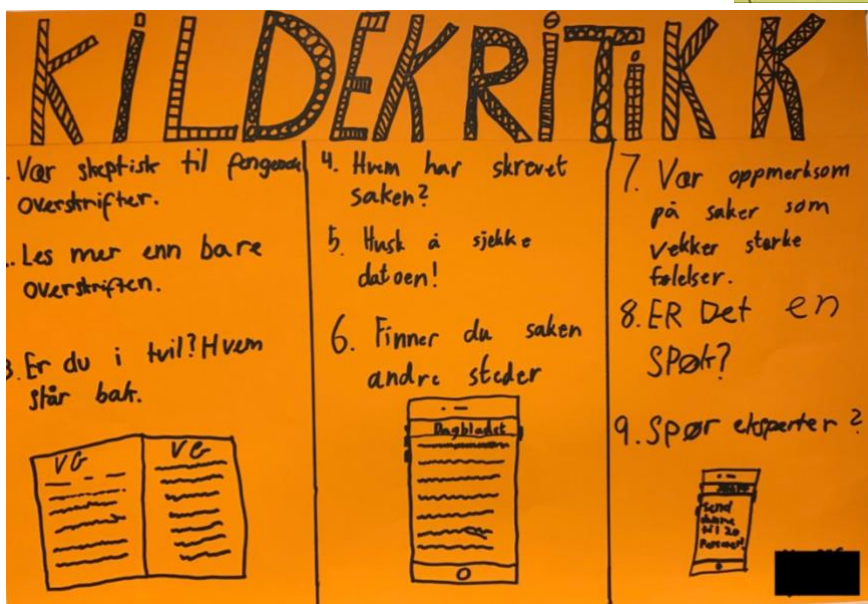 KILDEKRITIKK
. Vær skeptisk til fengende
overskrifter.
. Les mer enn bare
overskriften.
3. Er du i tvil? Hvem
står bak.
VG
VG
4. Hvem har skrevet
saken?
5. Husk å sjekke
datoen!
6. Finner du saken
andre steder
Dagbladet
7. Vær oppmerksom
på saker som
vekker sterke
følelser.
8. ER Det en
SPøk?
9. Spør eksperter?
Send
denne
til 20
Personer!